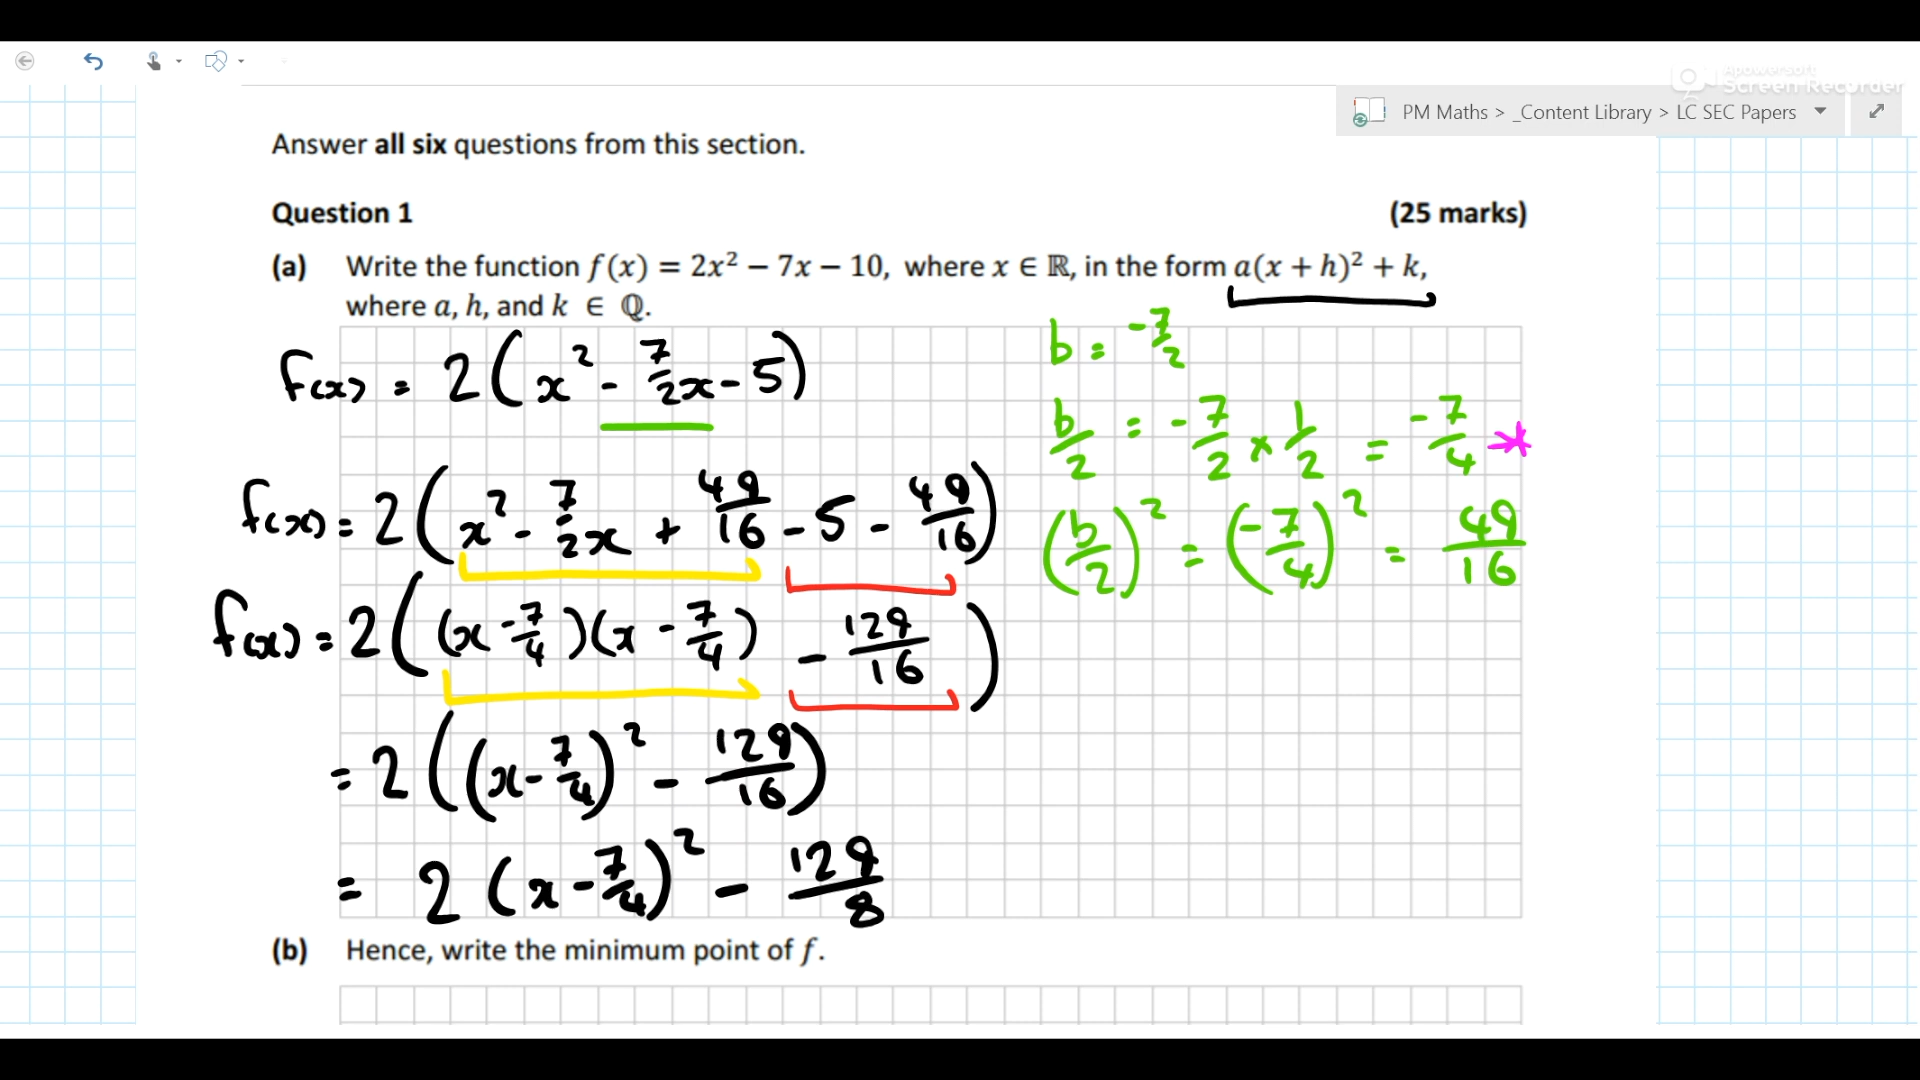 Apowersoft
Screen Recorder
PM Maths > _Content Library > LC SEC Papers
Answer all six questions from this section.
Question 1 (25 marks)
(a) Write the function f(x) = 2x² − 7x − 10, where x ∈ ℝ, in the form a(x + h)² + k,
where a, h, and k ∈ ℚ.
f(x) = 2(x² - 7/2x - 5)
b = -7/2
b/2 = -7/2 × 1/2 = -7/4 *
f(x) = 2(x² - 7/2x + 49/16 - 5 - 49/16)
(b/2)² = (-7/4)² = 49/16
f(x) = 2((x - 7/4)(x - 7/4) - 129/16)
= 2((x - 7/4)² - 129/16)
= 2(x - 7/4)² - 129/8
(b) Hence, write the minimum point of f.